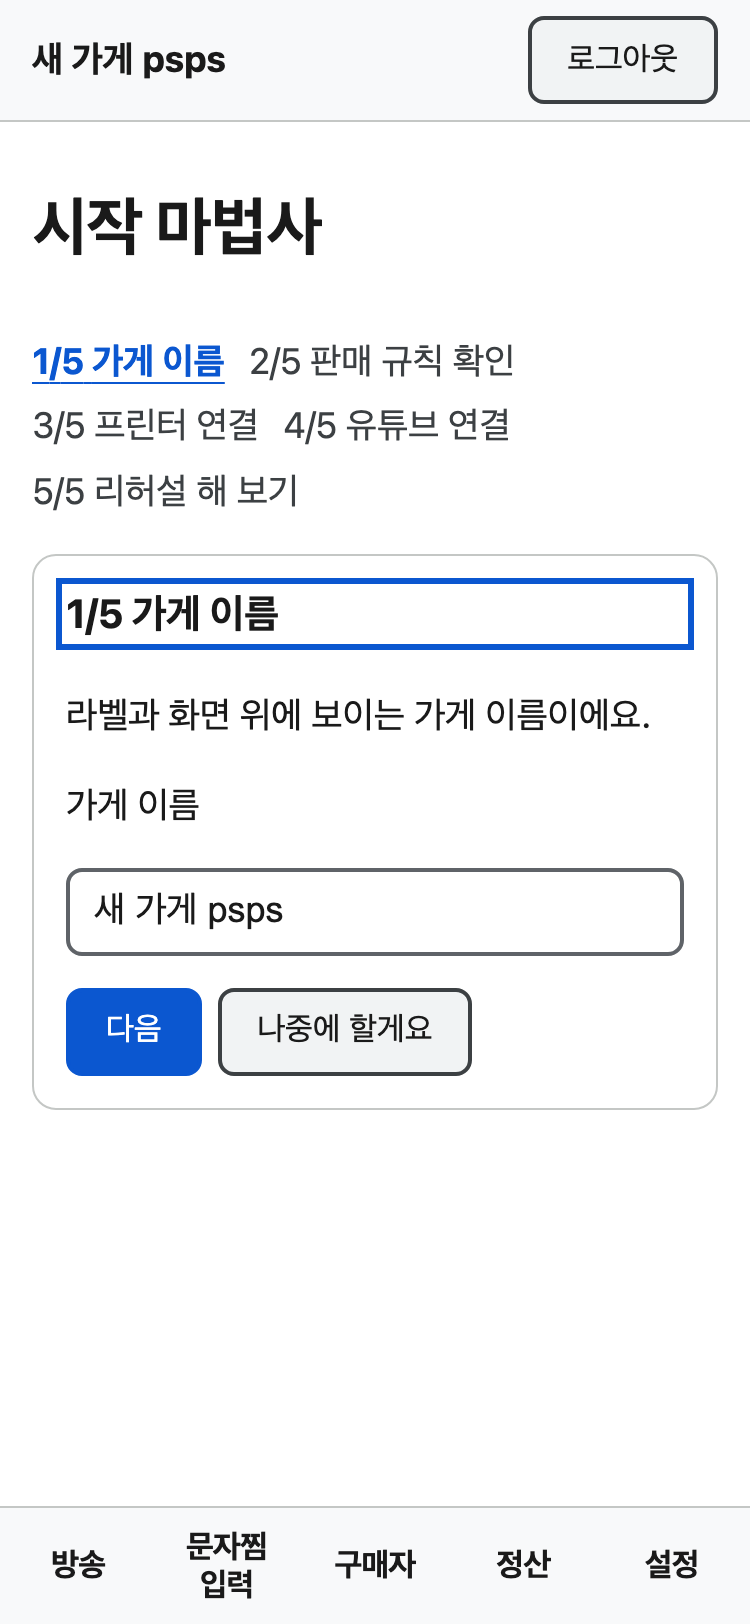 새 가게 psps
로그아웃
시작 마법사
1/5 가게 이름 2/5 판매 규칙 확인
3/5 프린터 연결 4/5 유튜브 연결
5/5 리허설 해 보기
1/5 가게 이름
라벨과 화면 위에 보이는 가게 이름이에요.
가게 이름
새 가게 psps
다음 나중에 할게요
방송 문자찜 입력 구매자 정산 설정